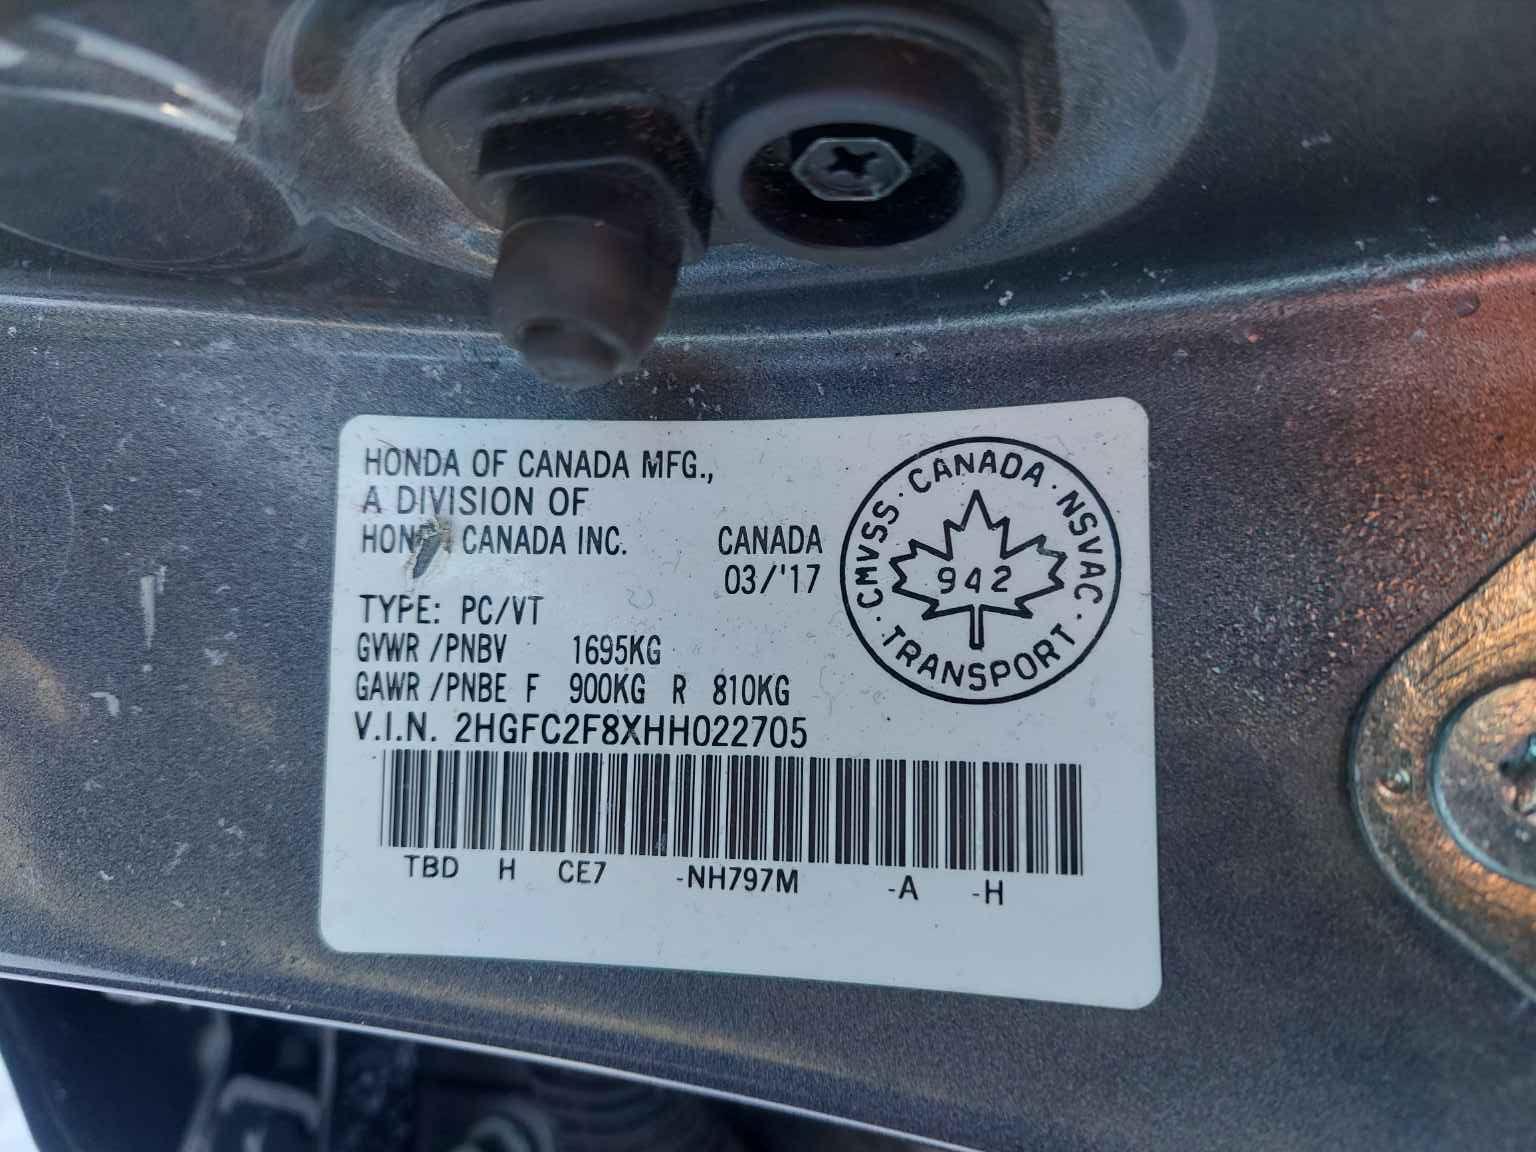 HONDA OF CANADA MFG.,
A DIVISION OF
HONDA CANADA INC.
CANADA
03/'17
CMVSS · CANADA · NSVAC · TRANSPORT ·
942
TYPE: PC/VT
GVWR /PNBV 1695KG
GAWR /PNBE F 900KG R 810KG
V.I.N. 2HGFC2F8XHH022705
TBD H CE7 -NH797M -A -H